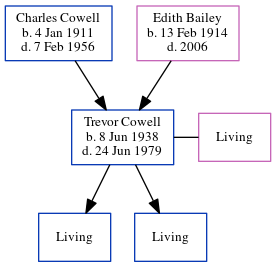 Charles Cowell
b. 4 Jan 1911
d. 7 Feb 1956
Edith Bailey
b. 13 Feb 1914
d. 2006
Trevor Cowell
b. 8 Jun 1938
d. 24 Jun 1979
Living
Living
Living